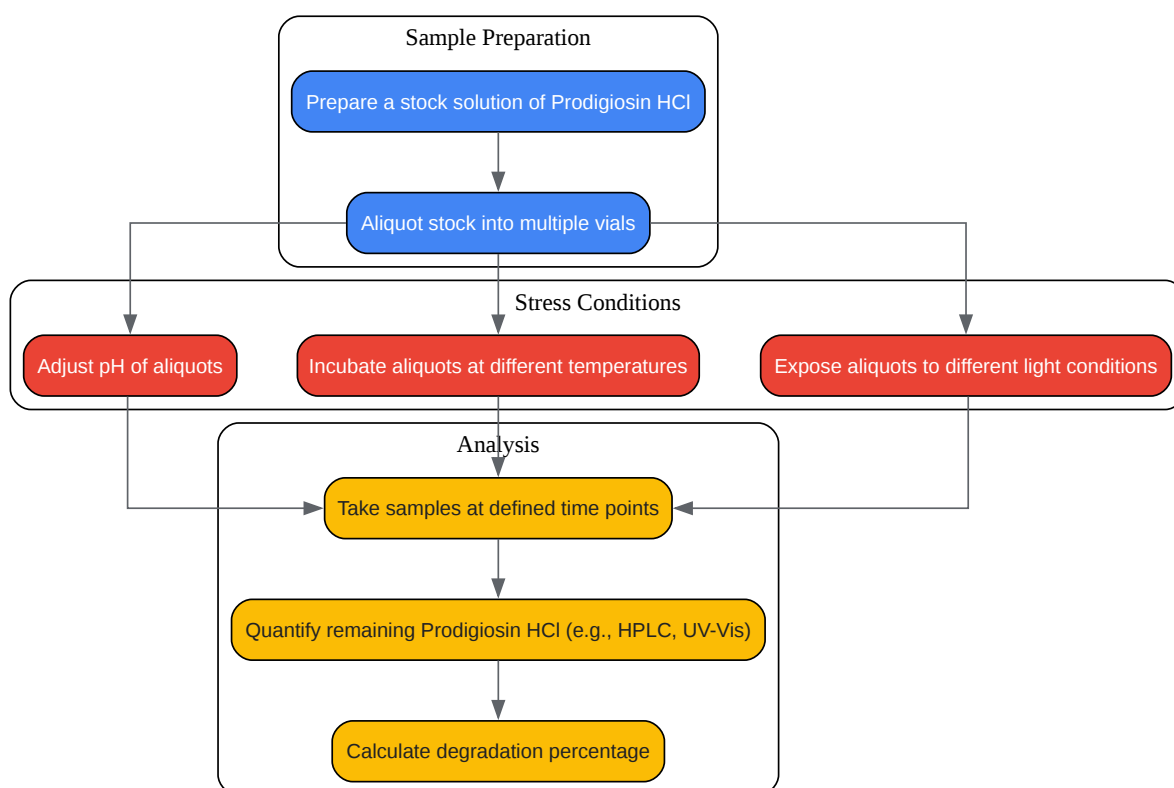 Sample Preparation
Prepare a stock solution of Prodigiosin HCl
Aliquot stock into multiple vials
Stress Conditions
Adjust pH of aliquots
Incubate aliquots at different temperatures
Expose aliquots to different light conditions
Analysis
Take samples at defined time points
Quantify remaining Prodigiosin HCl (e.g., HPLC, UV-Vis)
Calculate degradation percentage